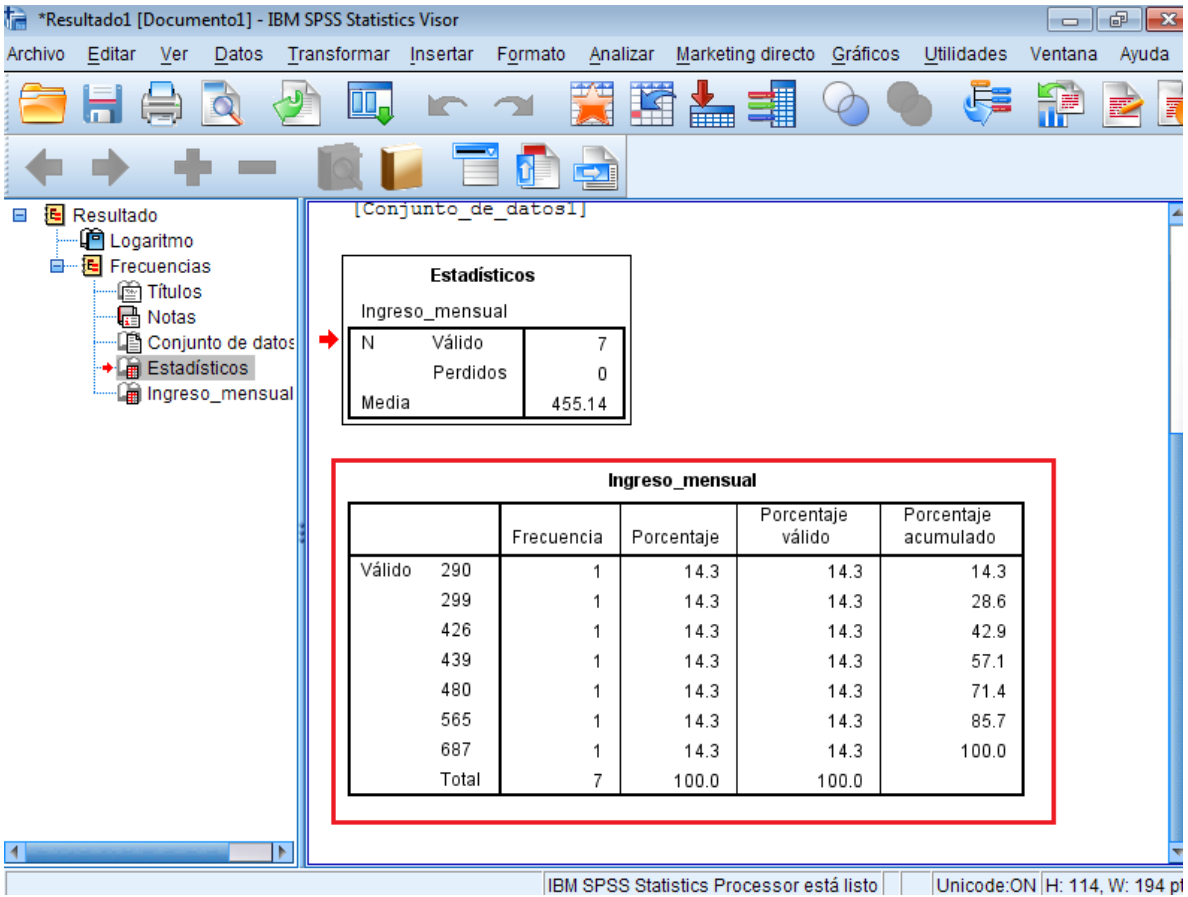 *Resultado1 [Documento1] - IBM SPSS Statistics Visor
Archivo Editar Ver Datos Transformar Insertar Formato Analizar Marketing directo Gráficos Utilidades Ventana Ayuda
Resultado
Logaritmo
Frecuencias
Títulos
Notas
Conjunto de datos
Estadísticos
Ingreso_mensual
[Conjunto_de_datos1]
Estadísticos
Ingreso_mensual
N Válido 7
Perdidos 0
Media 455.14
Ingreso_mensual
Frecuencia Porcentaje Porcentaje válido Porcentaje acumulado
Válido 290 1 14.3 14.3 14.3
299 1 14.3 14.3 28.6
426 1 14.3 14.3 42.9
439 1 14.3 14.3 57.1
480 1 14.3 14.3 71.4
565 1 14.3 14.3 85.7
687 1 14.3 14.3 100.0
Total 7 100.0 100.0
IBM SPSS Statistics Processor está listo Unicode:ON H: 114, W: 194 pt